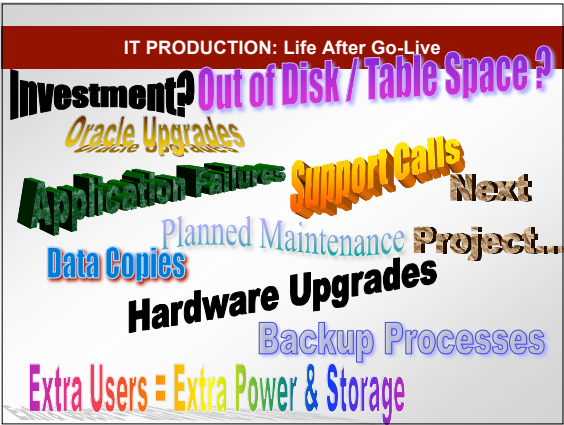 IT PRODUCTION: Life After Go-Live
Investment?
Out of Disk / Table Space ?
Oracle Upgrades
Application Failures
Support Calls
Next
Project...
Planned Maintenance
Data Copies
Hardware Upgrades
Backup Processes
Extra Users = Extra Power & Storage